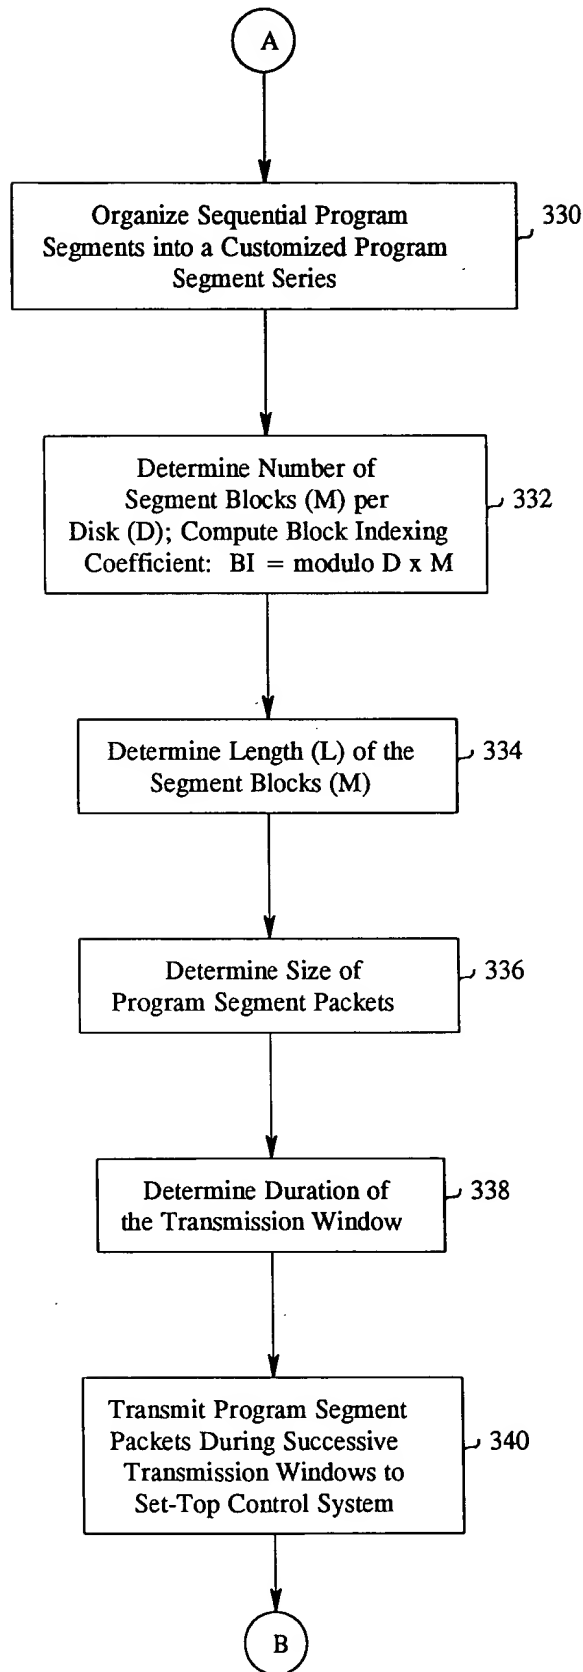 A
Organize Sequential Program
Segments into a Customized Program
Segment Series
330
Determine Number of
Segment Blocks (M) per
Disk (D); Compute Block Indexing
Coefficient: BI = modulo D x M
332
Determine Length (L) of the
Segment Blocks (M)
334
Determine Size of
Program Segment Packets
336
Determine Duration of
the Transmission Window
338
Transmit Program Segment
Packets During Successive
Transmission Windows to
Set-Top Control System
340
B